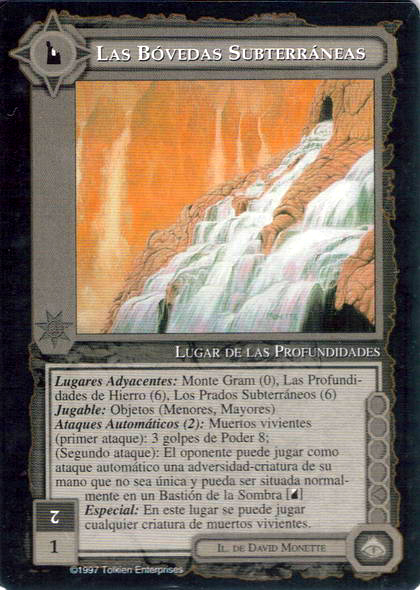 LAS BÓVEDAS SUBTERRÁNEAS
MONETTE
LUGAR DE LAS PROFUNDIDADES
Lugares Adyacentes: Monte Gram (0), Las Profundi-
dades de Hierro (6), Los Prados Subterráneos (6)
Jugable: Objetos (Menores, Mayores)
Ataques Automáticos (2): Muertos vivientes
(primer ataque): 3 golpes de Poder 8;
(Segundo ataque): El oponente puede jugar como
ataque automático una adversidad-criatura de su
mano que no sea única y pueda ser situada normal-
mente en un Bastión de la Sombra
Especial: En este lugar se puede jugar
cualquier criatura de muertos vivientes.
2
1
IL. DE DAVID MONETTE
©1997 Tolkien Enterprises